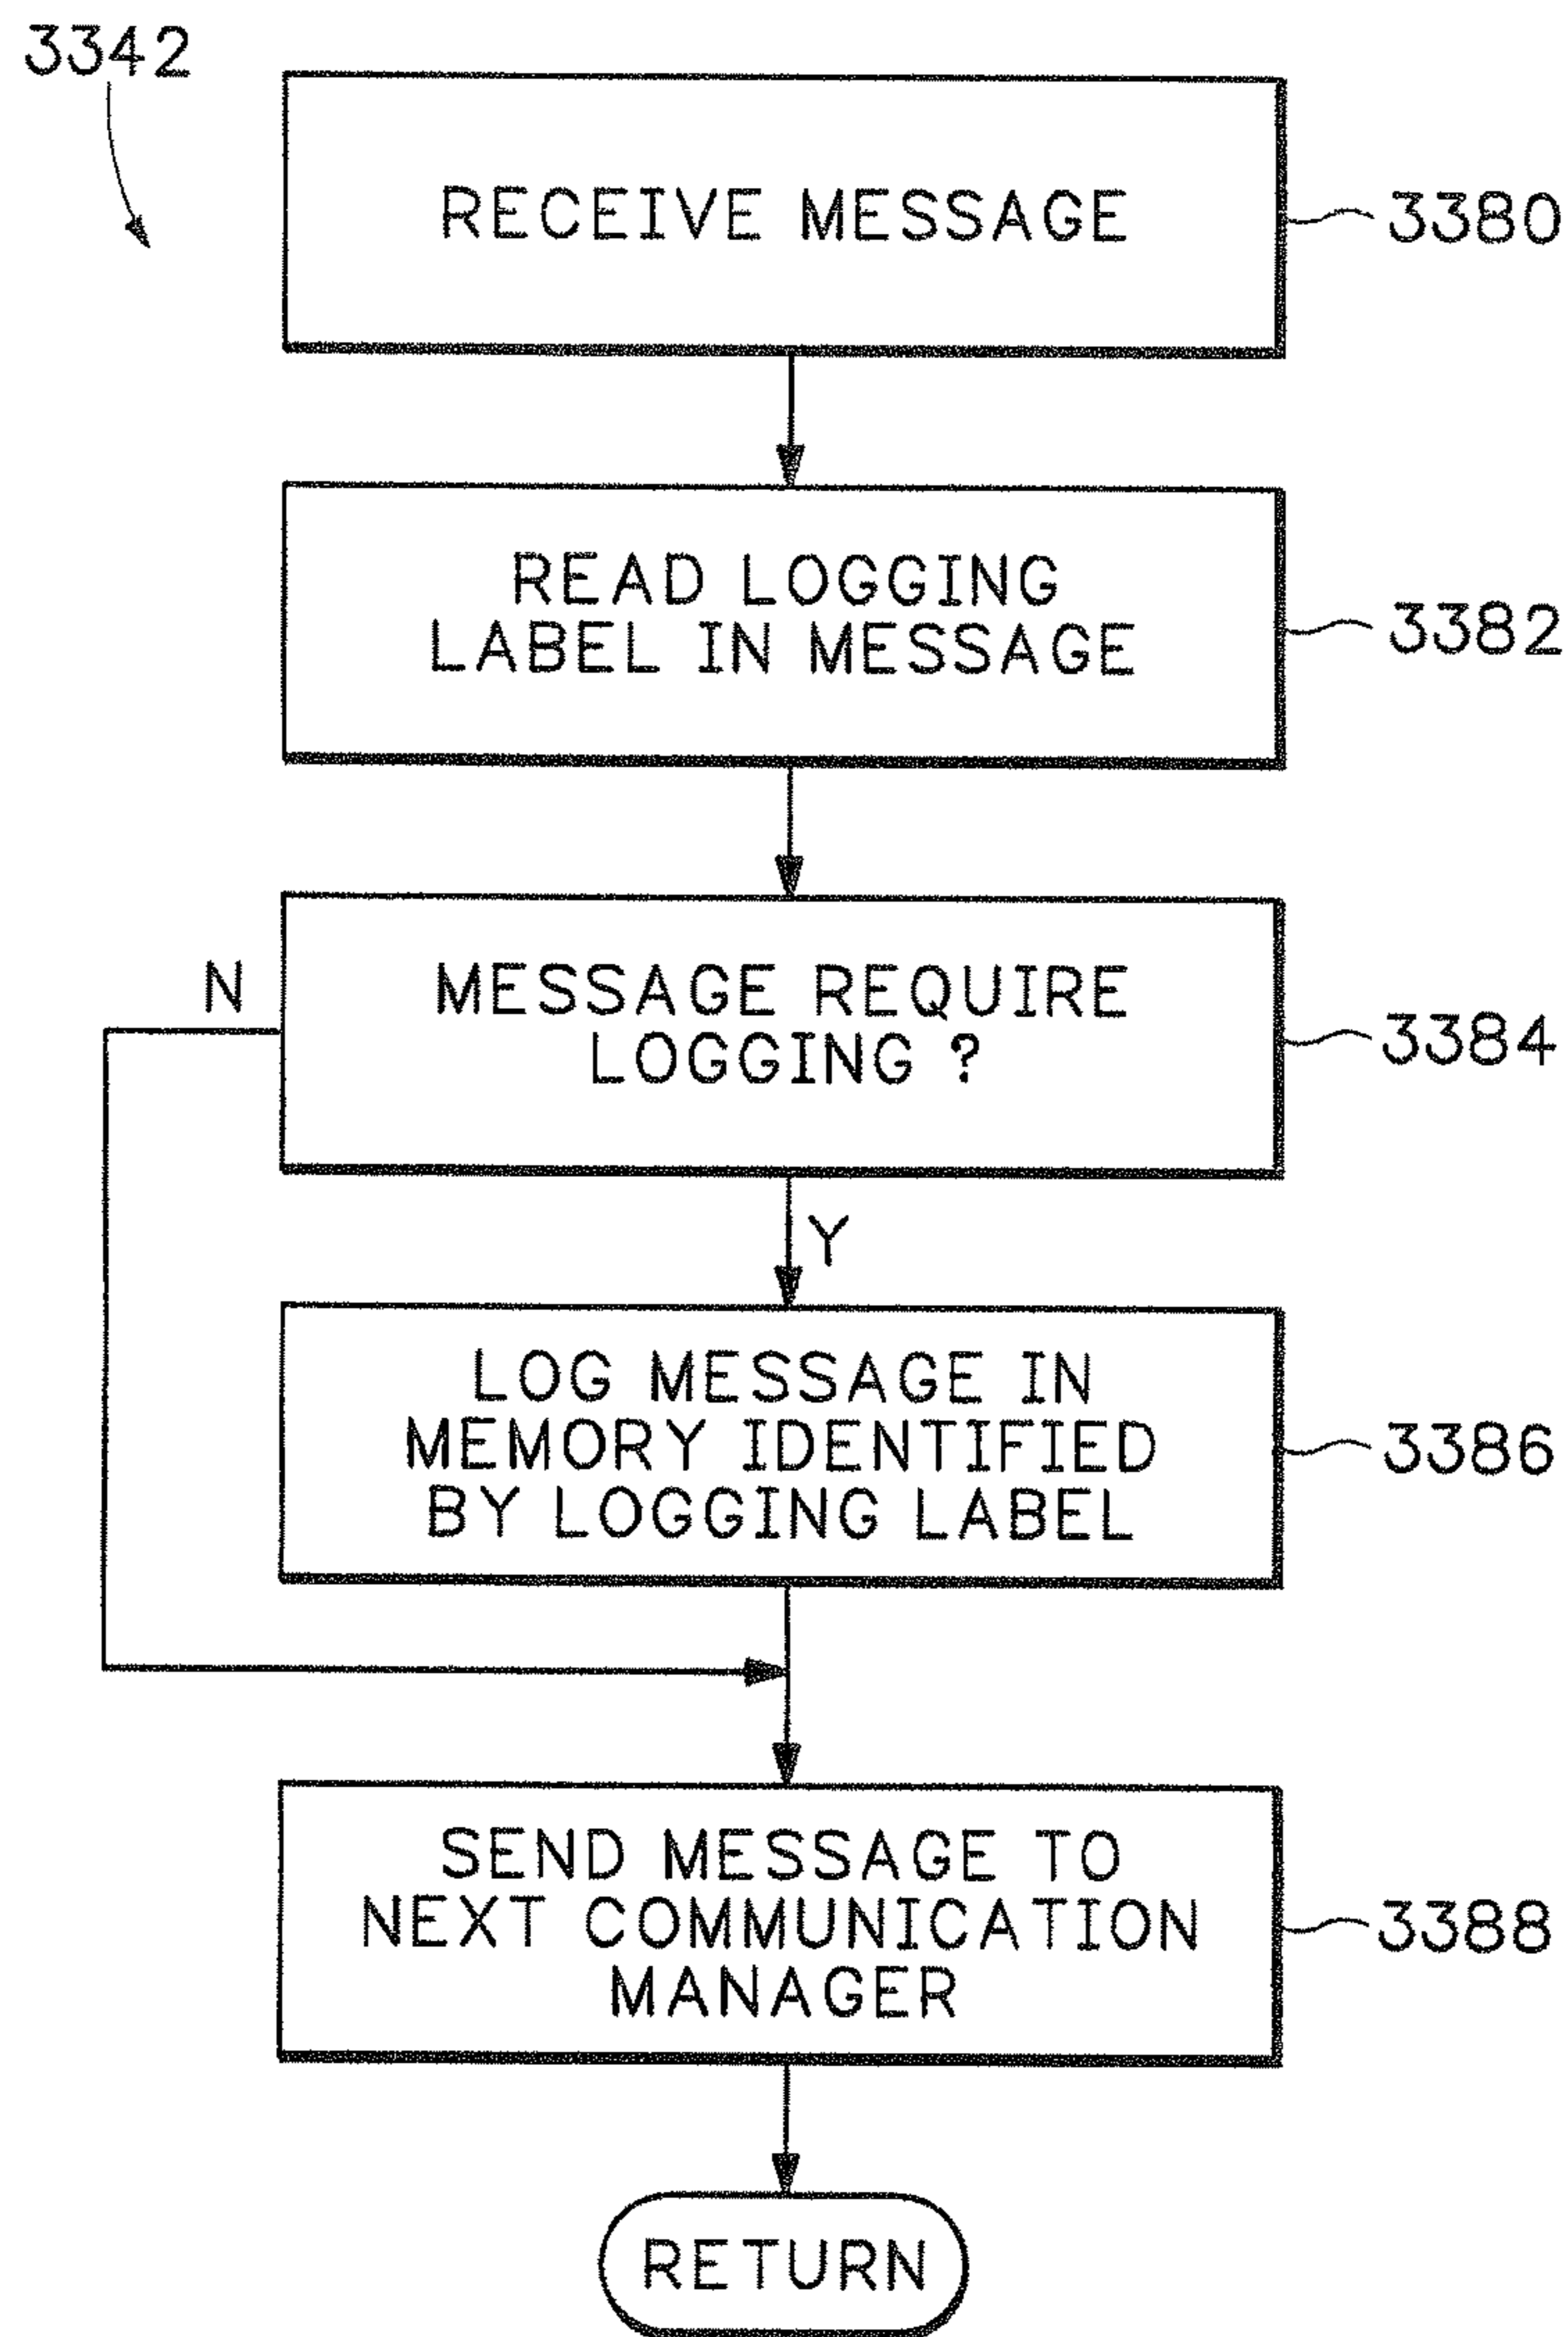 3342
RECEIVE MESSAGE
3380
READ LOGGING
LABEL IN MESSAGE
3382
N
MESSAGE REQUIRE
LOGGING ?
3384
Y
LOG MESSAGE IN
MEMORY IDENTIFIED
BY LOGGING LABEL
3386
SEND MESSAGE TO
NEXT COMMUNICATION
MANAGER
3388
RETURN